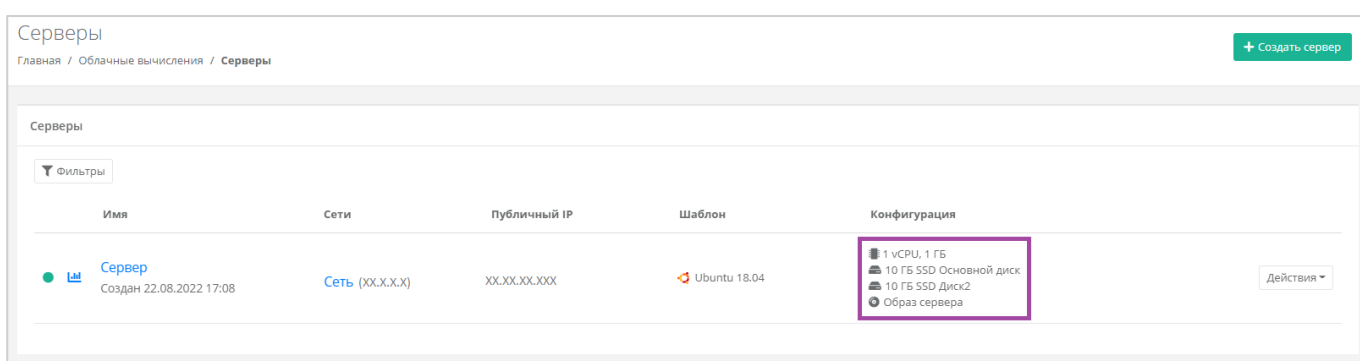 Серверы
+ Создать сервер
Главная / Облачные вычисления / Серверы
Серверы
Фильтры
Имя Сети Публичный IP Шаблон Конфигурация
Сервер
Создан 22.08.2022 17:08
Сеть (XX.X.X.X)
XX.XX.XX.XXX
Ubuntu 18.04
1 vCPU, 1 ГБ
10 ГБ SSD Основной диск
10 ГБ SSD Диск2
Образ сервера
Действия